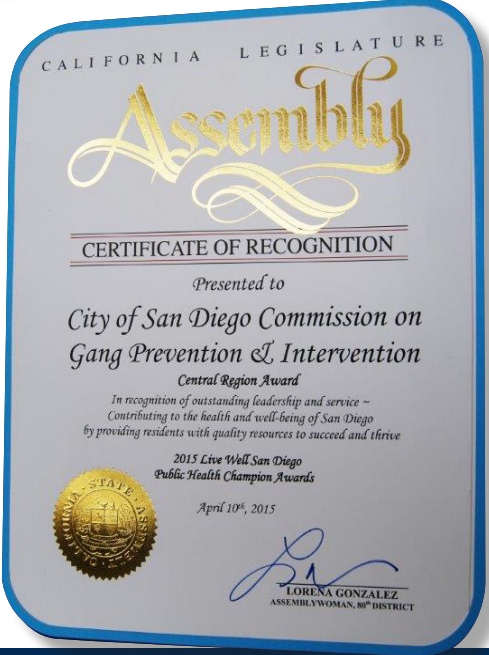 CALIFORNIA LEGISLATURE
Assembly
CERTIFICATE OF RECOGNITION
Presented to
City of San Diego Commission on
Gang Prevention & Intervention
Central Region Award
In recognition of outstanding leadership and service ~
Contributing to the health and well-being of San Diego
by providing residents with quality resources to succeed and thrive
2015 Live Well San Diego
Public Health Champion Awards
April 10th, 2015
CALIFORNIA STATE ASSEMBLY
LORENA GONZALEZ
ASSEMBLYWOMAN, 80th DISTRICT